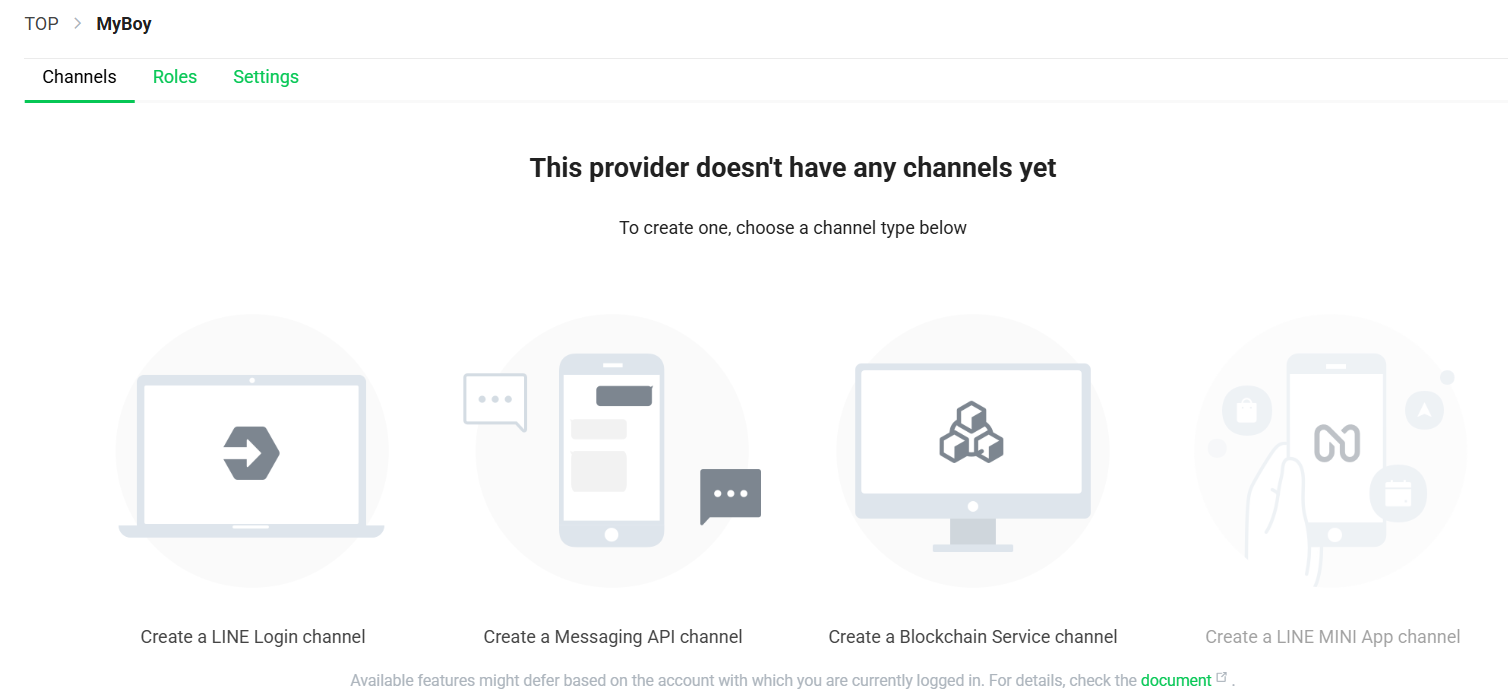 TOP > MyBoy
Channels Roles Settings
This provider doesn't have any channels yet
To create one, choose a channel type below
Create a LINE Login channel
Create a Messaging API channel
Create a Blockchain Service channel
Create a LINE MINI App channel
Available features might defer based on the account with which you are currently logged in. For details, check the document .